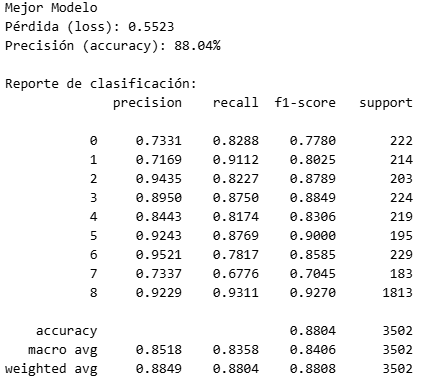 Mejor Modelo
Pérdida (loss): 0.5523
Precisión (accuracy): 88.04%
Reporte de clasificación:
precision recall f1-score support
0 0.7331 0.8288 0.7780 222
1 0.7169 0.9112 0.8025 214
2 0.9435 0.8227 0.8789 203
3 0.8950 0.8750 0.8849 224
4 0.8443 0.8174 0.8306 219
5 0.9243 0.8769 0.9000 195
6 0.9521 0.7817 0.8585 229
7 0.7337 0.6776 0.7045 183
8 0.9229 0.9311 0.9270 1813
accuracy 0.8804 3502
macro avg 0.8518 0.8358 0.8406 3502
weighted avg 0.8849 0.8804 0.8808 3502